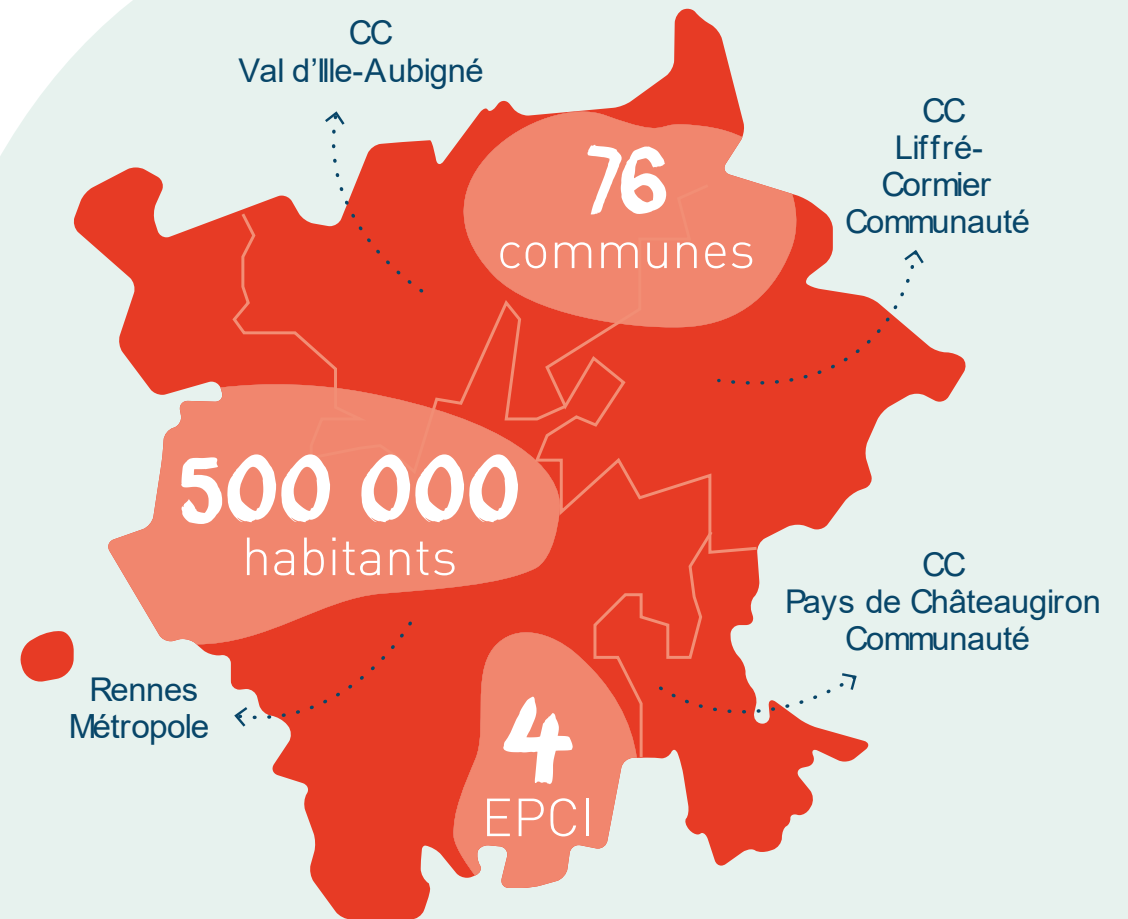 CC
Val d’Ille-Aubigné
CC
Liffré-
Cormier
Communauté
76
communes
500 000
habitants
CC
Pays de Châteaugiron
Communauté
Rennes
Métropole
4
EPCI